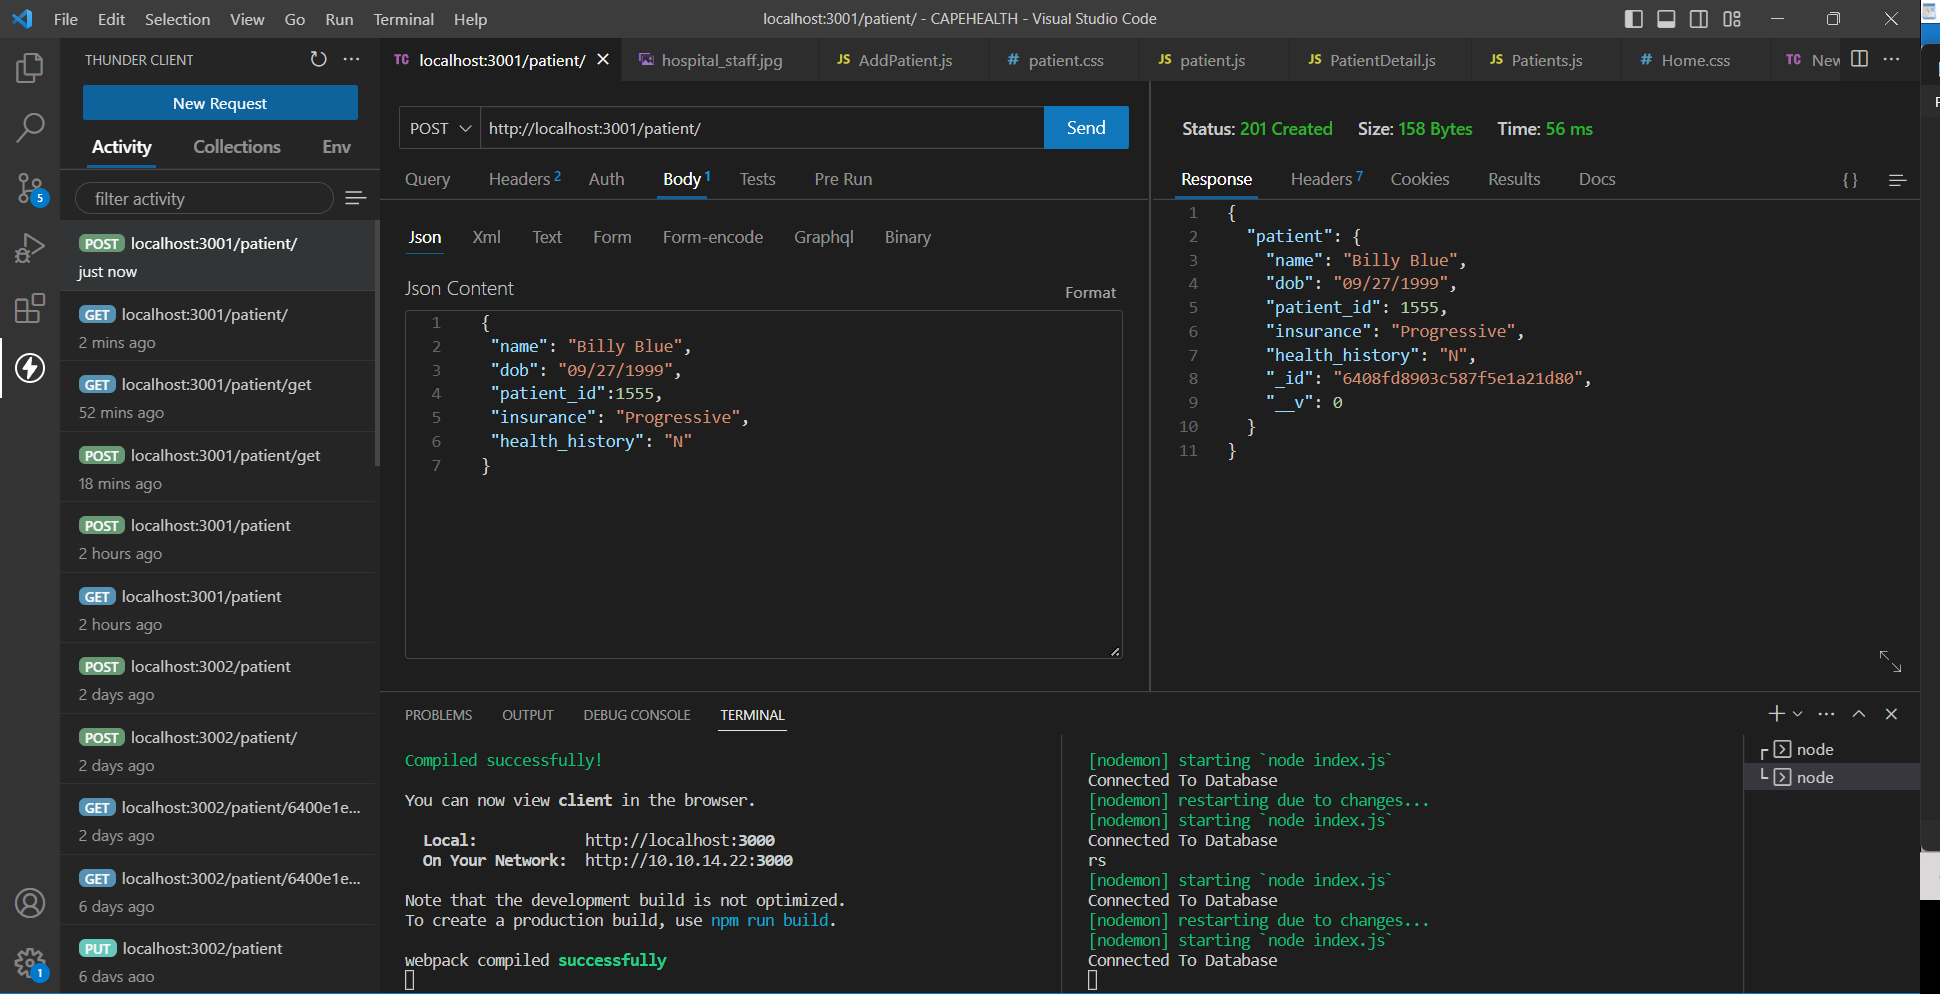 File Edit Selection View Go Run Terminal Help
localhost:3001/patient/ - CAPEHEALTH - Visual Studio Code
THUNDER CLIENT
New Request
Activity Collections Env
filter activity
POST localhost:3001/patient/
just now
GET localhost:3001/patient/
2 mins ago
GET localhost:3001/patient/get
52 mins ago
POST localhost:3001/patient/get
18 mins ago
POST localhost:3001/patient
2 hours ago
GET localhost:3001/patient
2 hours ago
POST localhost:3002/patient
2 days ago
POST localhost:3002/patient/
2 days ago
GET localhost:3002/patient/6400e1e...
2 days ago
GET localhost:3002/patient/6400e1e...
6 days ago
PUT localhost:3002/patient
6 days ago
5
1
TC localhost:3001/patient/ hospital_staff.jpg JS AddPatient.js # patient.css JS patient.js JS PatientDetail.js JS Patients.js # Home.css TC New
POST http://localhost:3001/patient/ Send
Query Headers 2 Auth Body 1 Tests Pre Run
Json Xml Text Form Form-encode Graphql Binary
Json Content
Format
1 {
2 "name": "Billy Blue",
3 "dob": "09/27/1999",
4 "patient_id":1555,
5 "insurance": "Progressive",
6 "health_history": "N"
7 }
Status: 201 Created Size: 158 Bytes Time: 56 ms
Response Headers 7 Cookies Results Docs { }
1 {
2 "patient": {
3 "name": "Billy Blue",
4 "dob": "09/27/1999",
5 "patient_id": 1555,
6 "insurance": "Progressive",
7 "health_history": "N",
8 "_id": "6408fd8903c587f5e1a21d80",
9 "__v": 0
10 }
11 }
PROBLEMS OUTPUT DEBUG CONSOLE TERMINAL
Compiled successfully!
You can now view client in the browser.
Local: http://localhost:3000
On Your Network: http://10.10.14.22:3000
Note that the development build is not optimized.
To create a production build, use npm run build.
webpack compiled successfully
[nodemon] starting `node index.js`
Connected To Database
[nodemon] restarting due to changes...
[nodemon] starting `node index.js`
Connected To Database
rs
[nodemon] starting `node index.js`
Connected To Database
[nodemon] restarting due to changes...
[nodemon] starting `node index.js`
Connected To Database
node
node